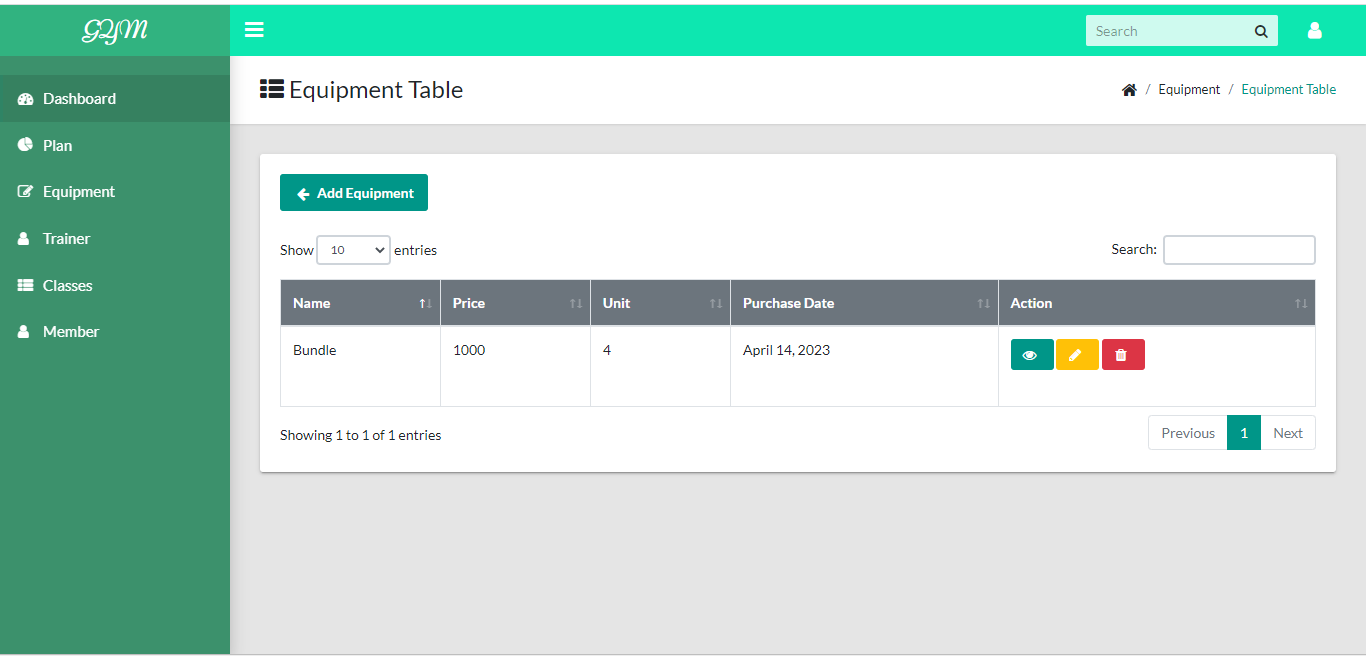 GYM
Search
Dashboard
Plan
Equipment
Trainer
Classes
Member
Equipment Table
/ Equipment / Equipment Table
Add Equipment
Show 10 entries
Search:
Name Price Unit Purchase Date Action
Bundle 1000 4 April 14, 2023
Showing 1 to 1 of 1 entries
Previous 1 Next